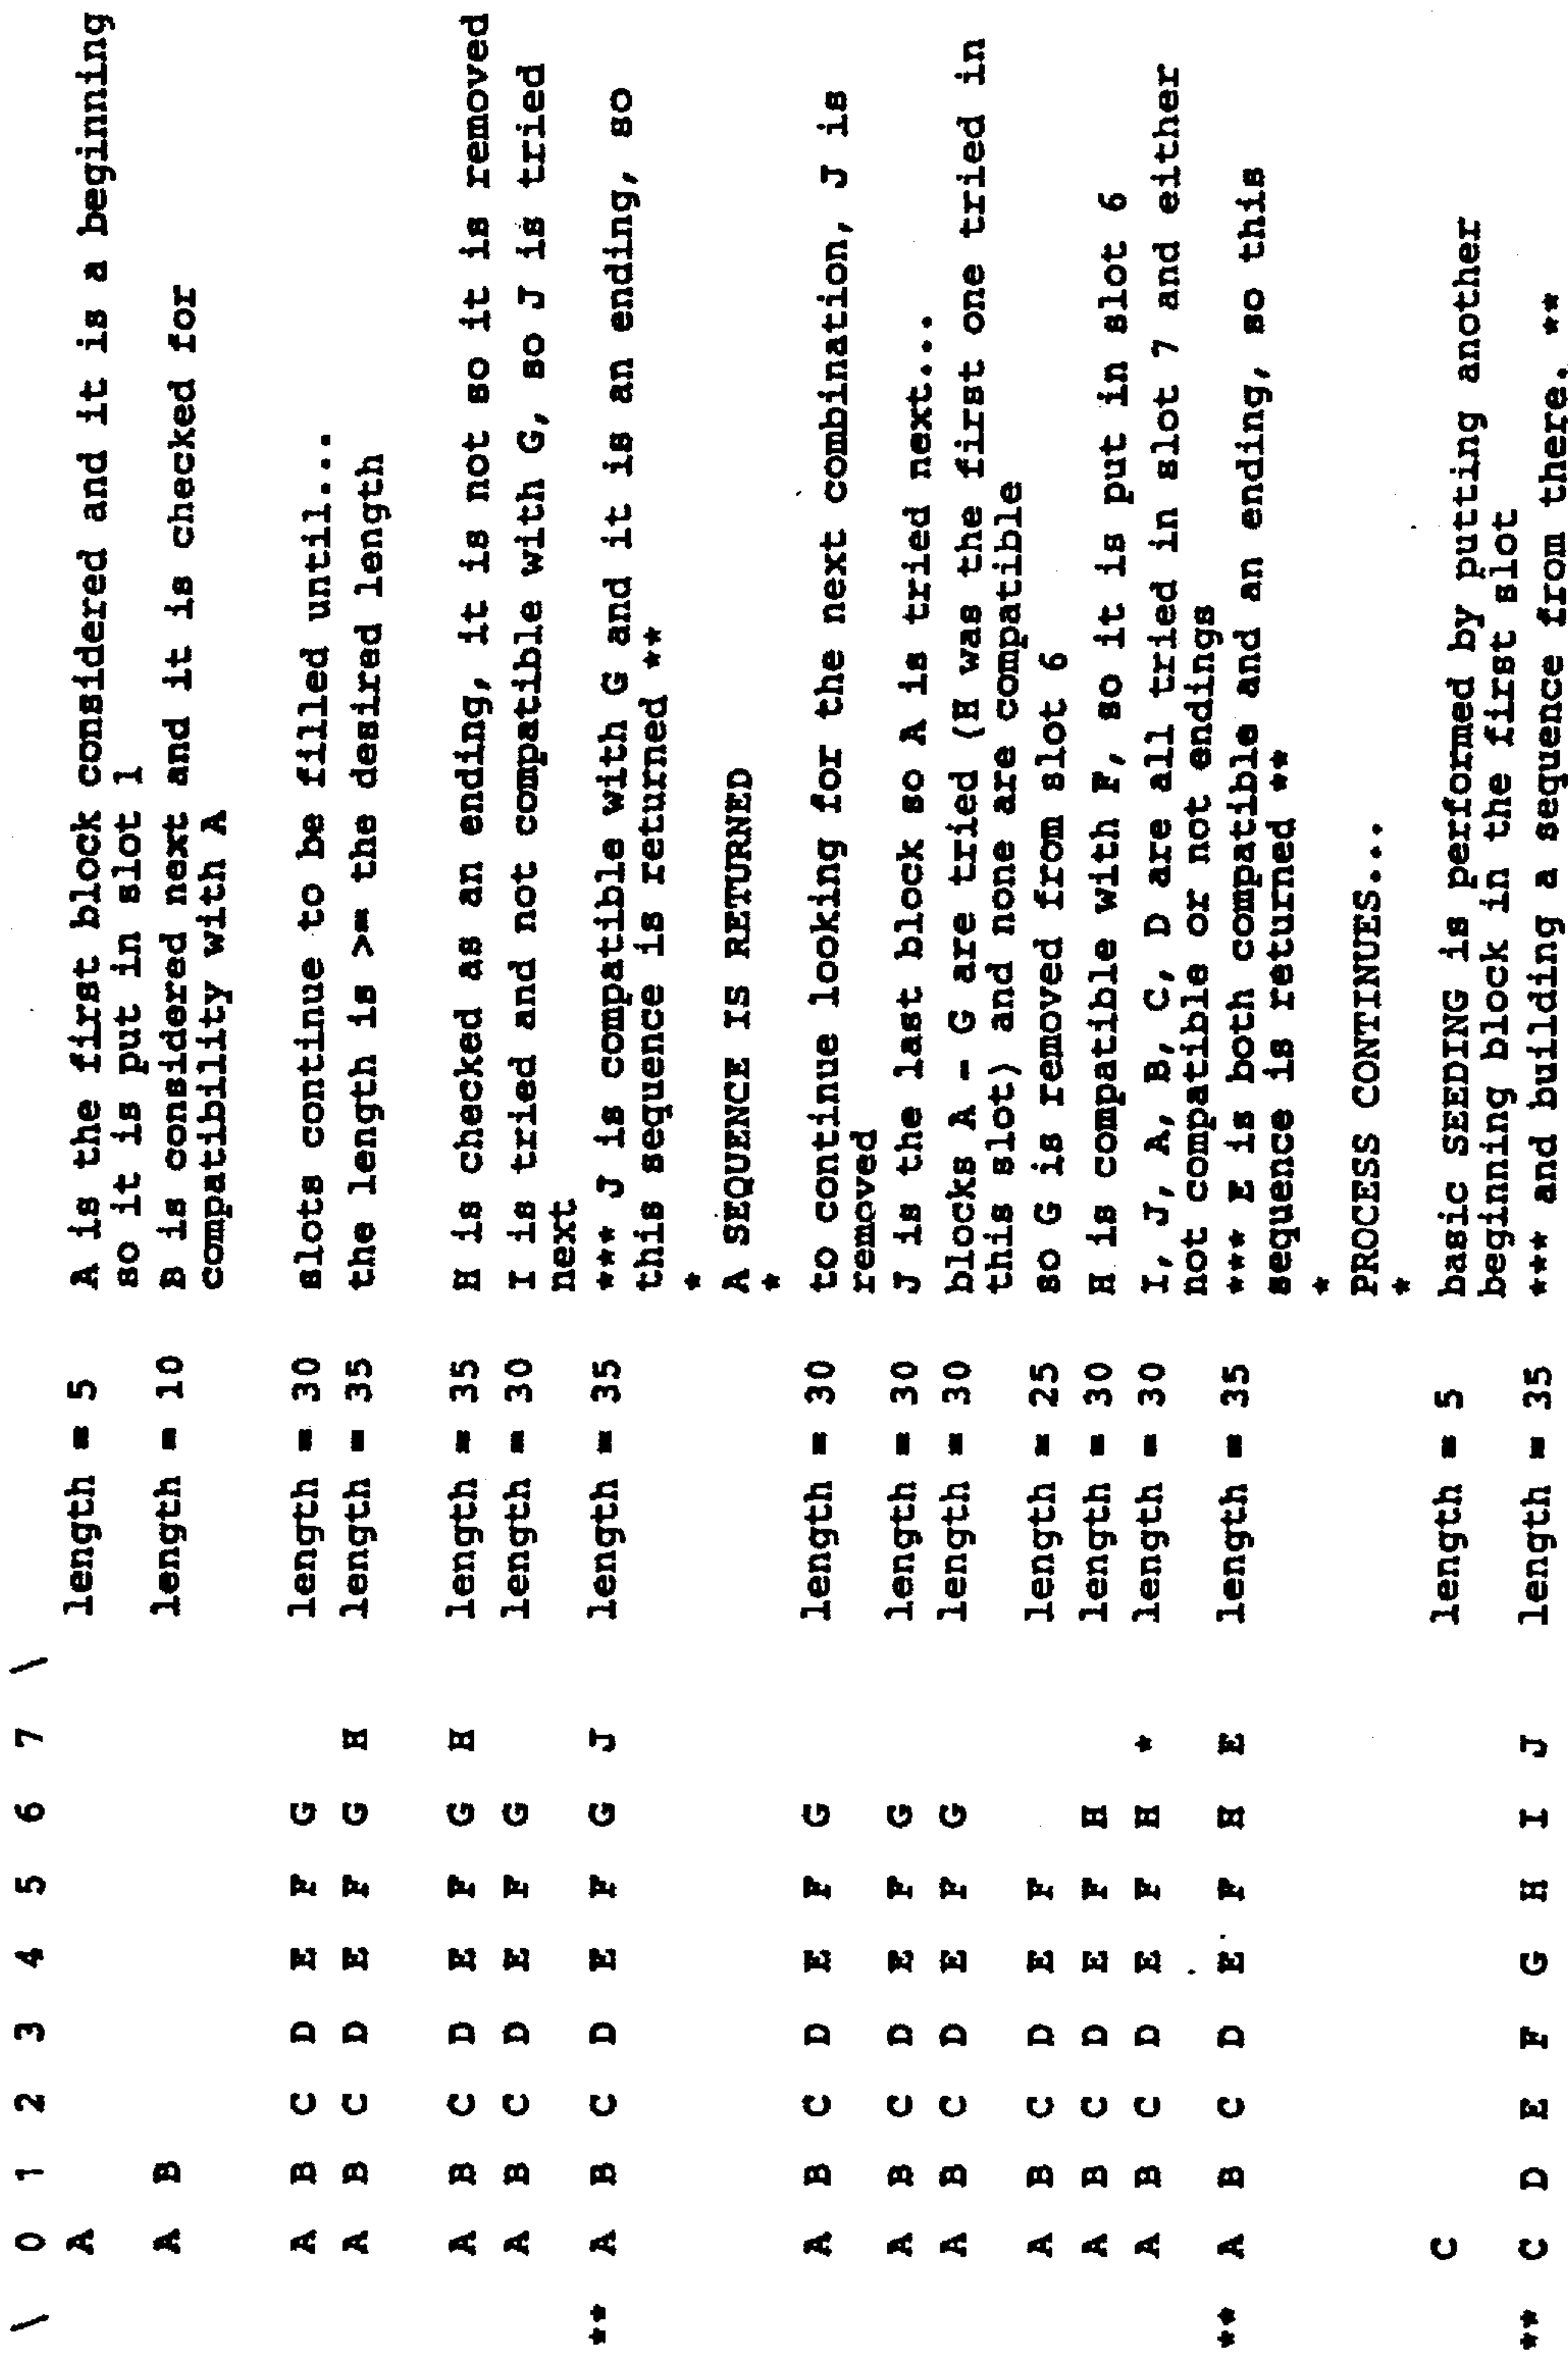 \ 0 1 2 3 4 5 6 7 \
A length = 5 A is the first block considered and it is a beginning
so it is put in slot 1
A B length = 10 B is considered next and it is checked for
compatibility with A
A B C D E F G length = 30 slots continue to be filled until...
A B C D E F G H length = 35 the length is >= the desired length
A B C D E F G H length = 35 H is checked as an ending, it is not so it is removed
A B C D E F G length = 30 I is tried and not compatible with G, so J is tried
next
** A B C D E F G J length = 35 *** J is compatible with G and it is an ending, so
this sequence is returned **
*
A SEQUENCE IS RETURNED
*
A B C D E F G length = 30 to continue looking for the next combination, J is
removed
A B C D E F G length = 30 J is the last block so A is tried next...
A B C D E F G length = 30 blocks A - G are tried (H was the first one tried in
this slot) and none are compatible
A B C D E F length = 25 so G is removed from slot 6
A B C D E F H length = 30 H is compatible with F, so it is put in slot 6
A B C D E F H * length = 30 I, J, A, B, C, D are all tried in slot 7 and either
not compatible or not endings
** A B C D E F H E length = 35 *** E is both compatible and an ending, so this
sequence is returned **
*
PROCESS CONTINUES...
*
C length = 5 basic SEEDING is performed by putting another
beginning block in the first slot
** C D E F G H I J length = 35 *** and building a sequence from there. **